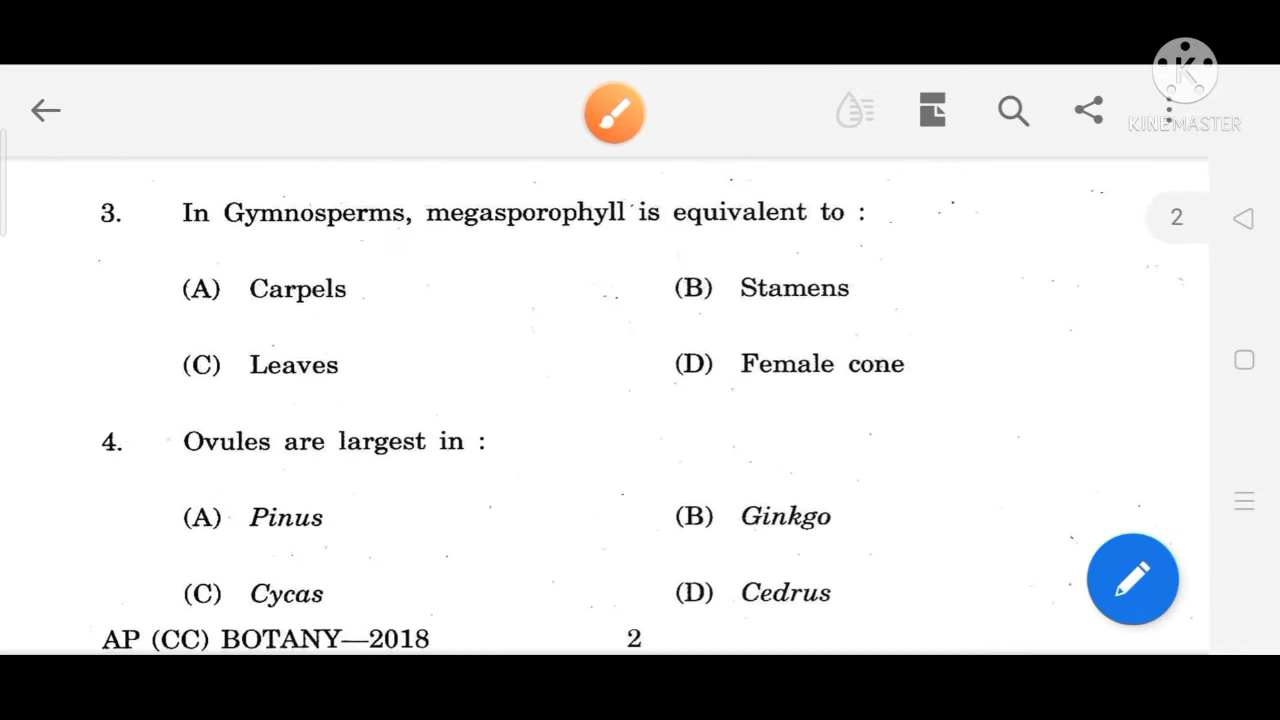 KINEMASTER
3. In Gymnosperms, megasporophyll is equivalent to :
2
(A) Carpels (B) Stamens
(C) Leaves (D) Female cone
4. Ovules are largest in :
(A) Pinus (B) Ginkgo
(C) Cycas (D) Cedrus
AP (CC) BOTANY—2018 2